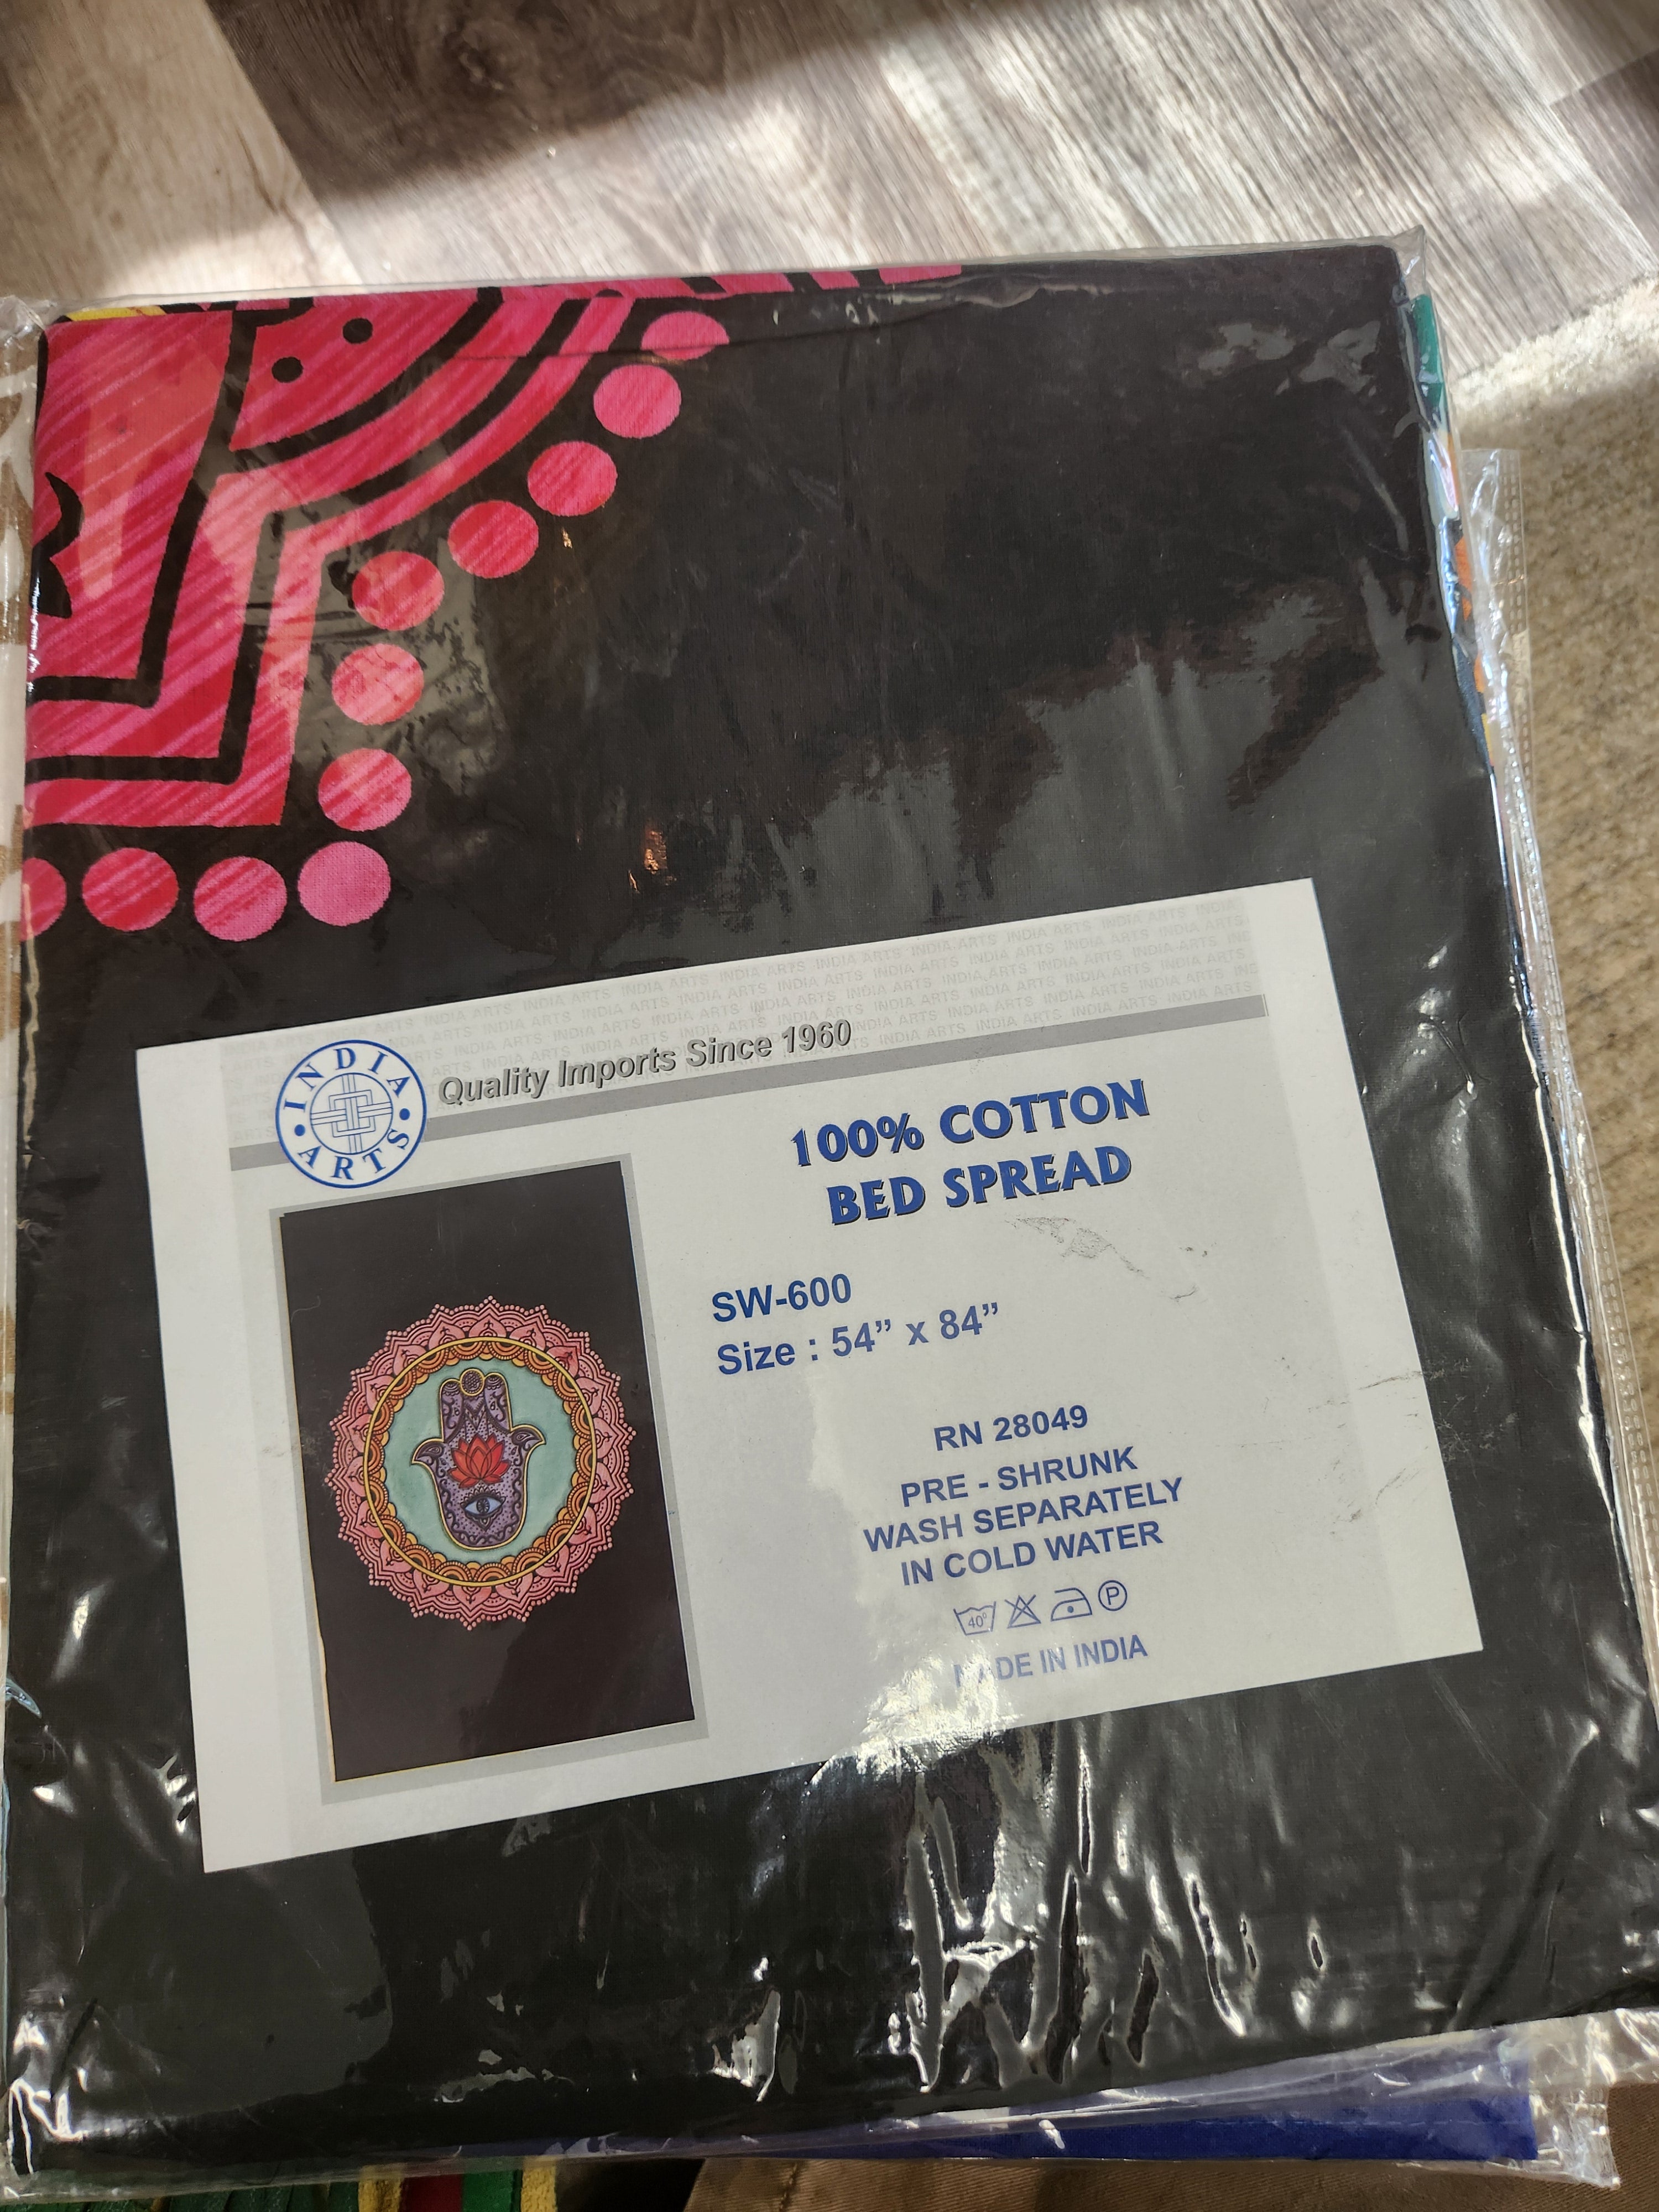 INDIA ARTS
Quality Imports Since 1960
100% COTTON
BED SPREAD
SW-600
Size : 54” x 84”
RN 28049
PRE - SHRUNK
WASH SEPARATELY
IN COLD WATER
40° P
MADE IN INDIA